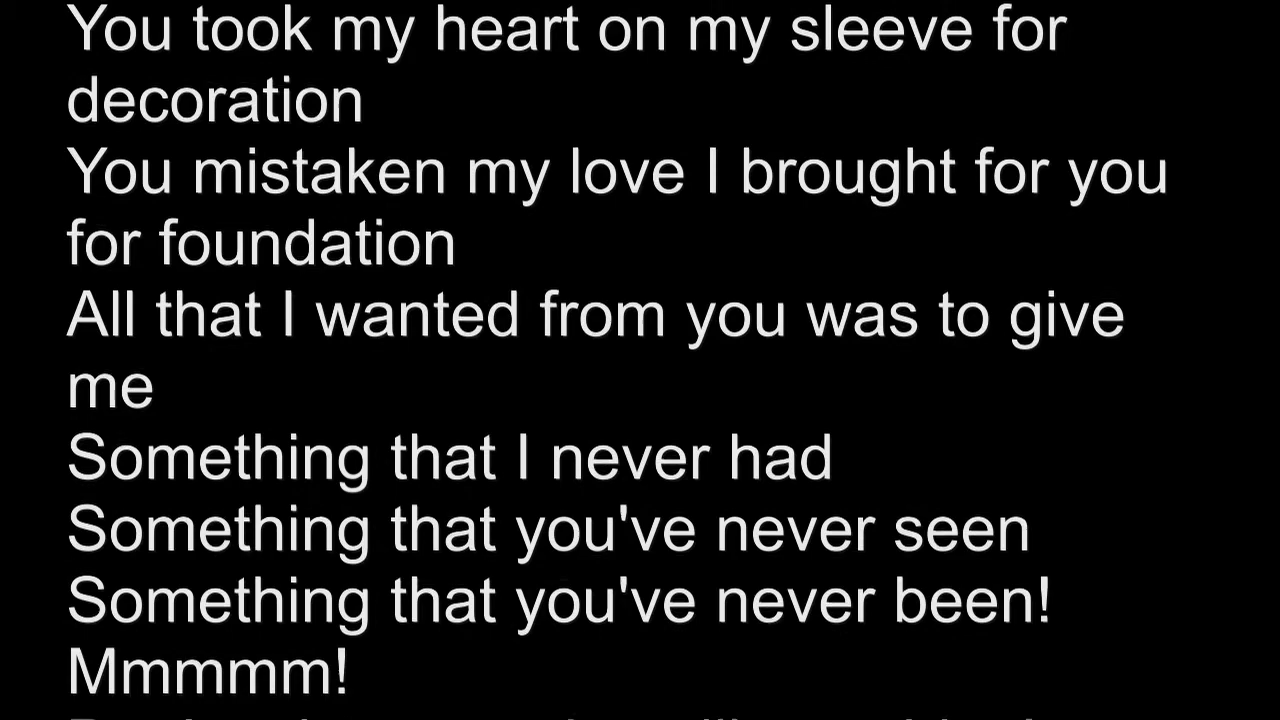 You took my heart on my sleeve for
decoration
You mistaken my love I brought for you
for foundation
All that I wanted from you was to give
me
Something that I never had
Something that you've never seen
Something that you've never been!
Mmmmm!